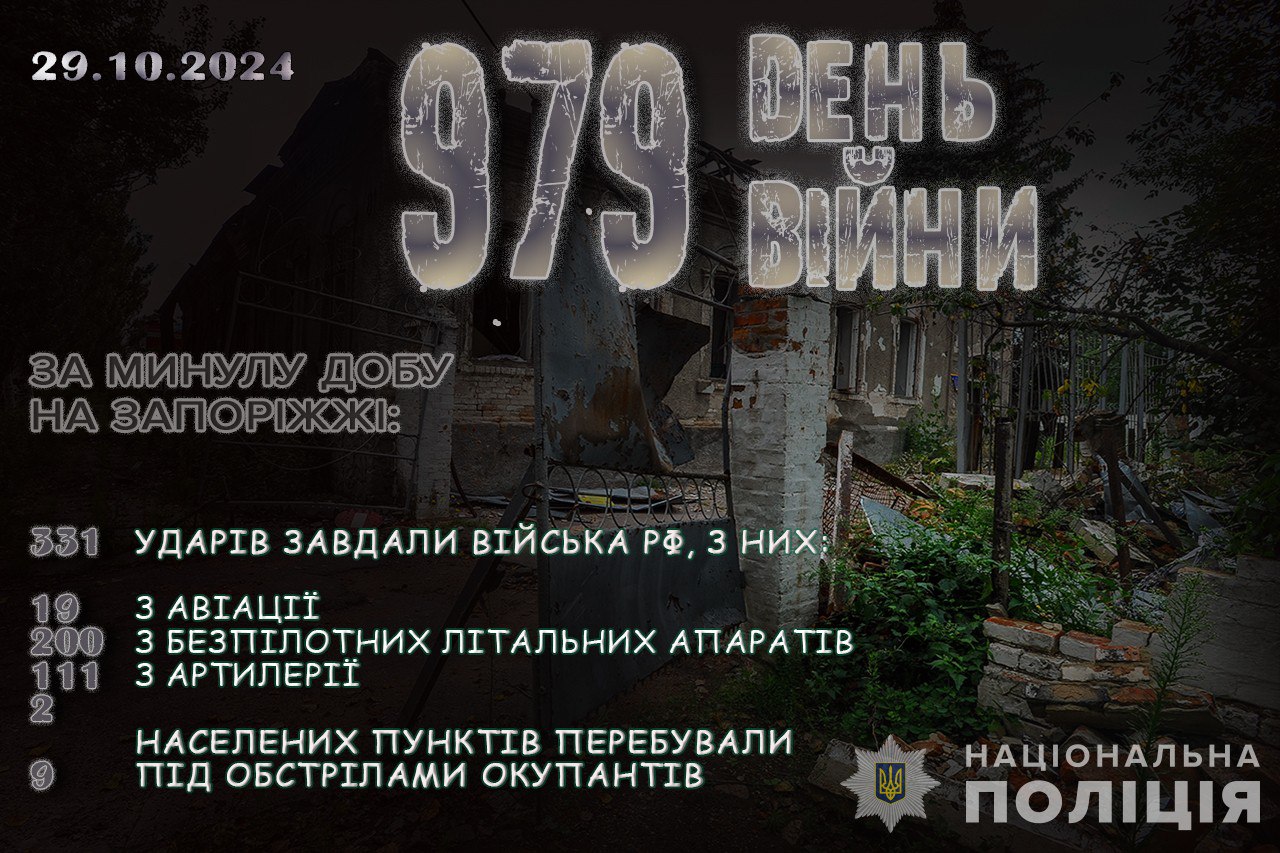 29.10.2024
979
DЕНЬ
ВІЙНИ
ЗА МИНУЛУ ДОБУ
НА ЗАПОРІЖЖІ:
331 УДАРІВ ЗАВДАЛИ ВІЙСЬКА РФ, З НИХ:
19 З АВІАЦІЇ
200 З БЕЗПІЛОТНИХ ЛІТАЛЬНИХ АПАРАТІВ
111 З АРТИЛЕРІЇ
2
НАСЕЛЕНИХ ПУНКТІВ ПЕРЕБУВАЛИ
9 ПІД ОБСТРІЛАМИ ОКУПАНТІВ
НАЦІОНАЛЬНА
ПОЛІЦІЯ